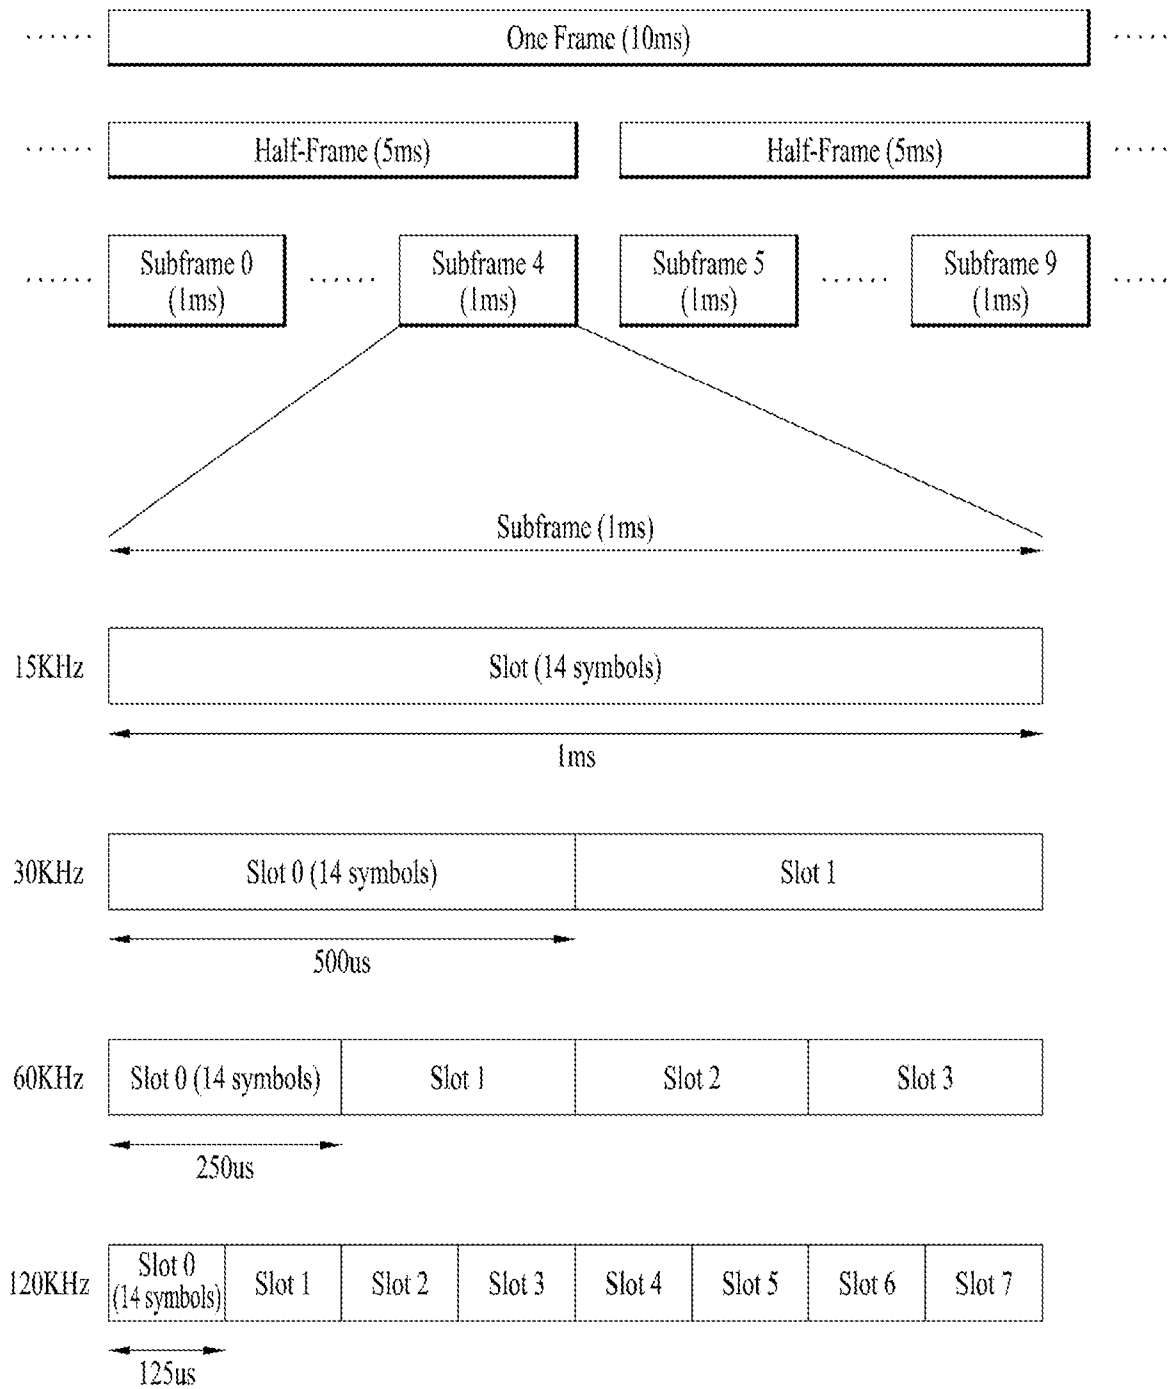 ...... One Frame (10ms) ......
...... Half-Frame (5ms) Half-Frame (5ms) ......
Subframe 0
(1ms)
Subframe 4
(1ms)
Subframe 5
(1ms)
Subframe 9
(1ms)
...... ...... ...... ......
Subframe (1ms)
15KHz
Slot (14 symbols)
1ms
30KHz
Slot 0 (14 symbols)
Slot 1
500us
60KHz
Slot 0 (14 symbols)
Slot 1
Slot 2
Slot 3
250us
120KHz
Slot 0
(14 symbols)
Slot 1
Slot 2
Slot 3
Slot 4
Slot 5
Slot 6
Slot 7
125us